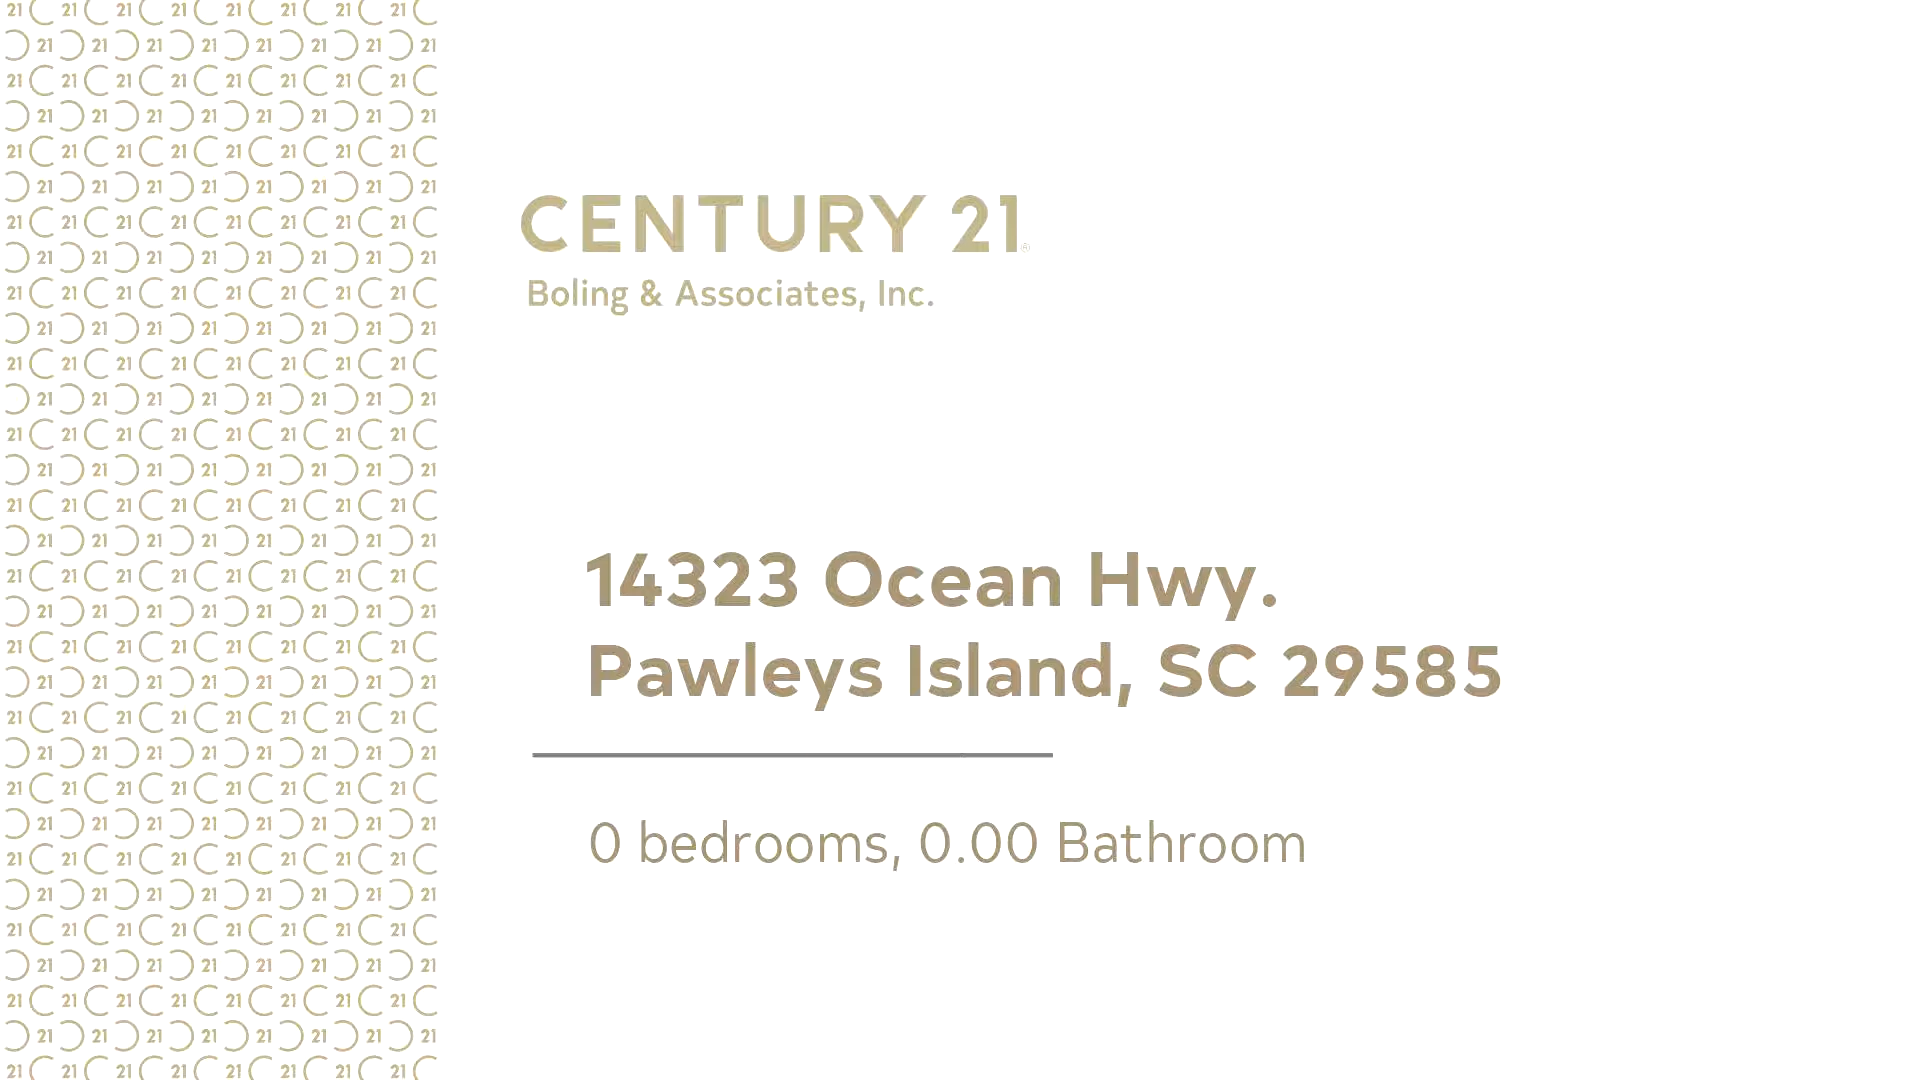 CENTURY 21®
Boling & Associates, Inc.
14323 Ocean Hwy.
Pawleys Island, SC 29585
0 bedrooms, 0.00 Bathroom